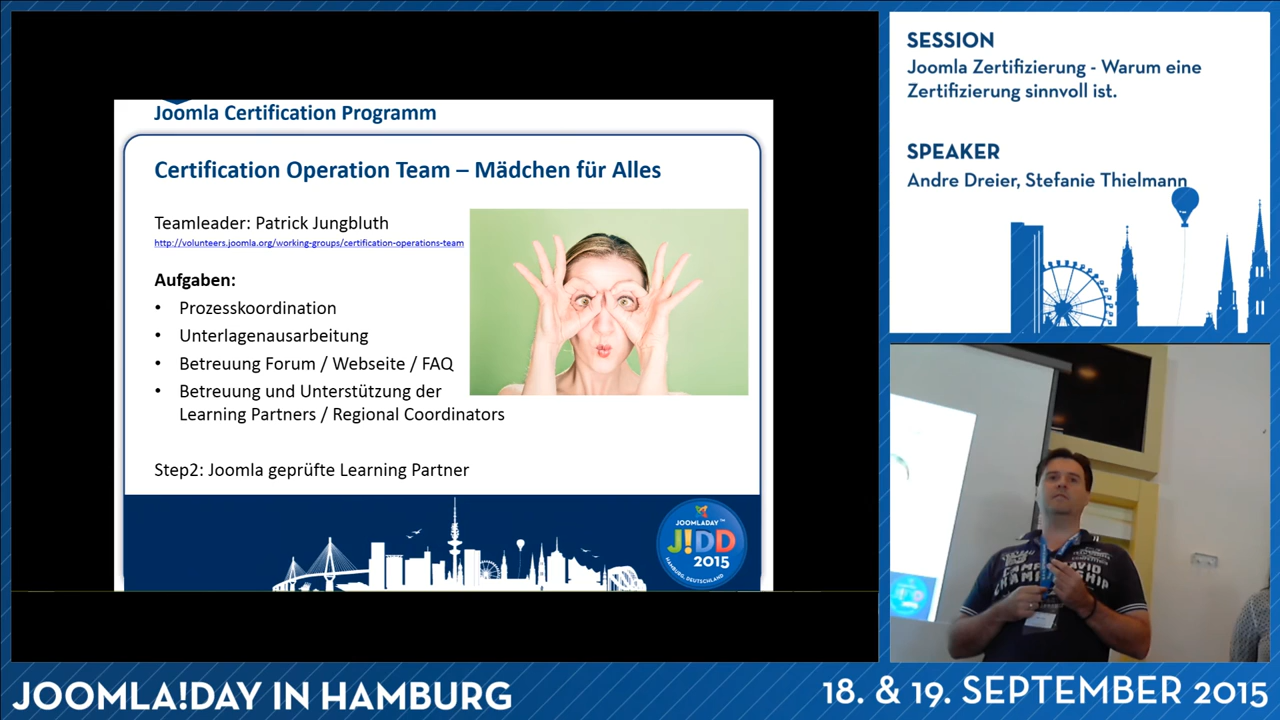 Joomla Certification Programm
Certification Operation Team – Mädchen für Alles
Teamleader: Patrick Jungbluth
http://volunteers.joomla.org/working-groups/certification-operations-team
Aufgaben:
• Prozesskoordination
• Unterlagenausarbeitung
• Betreuung Forum / Webseite / FAQ
• Betreuung und Unterstützung der
Learning Partners / Regional Coordinators
Step2: Joomla geprüfte Learning Partner
JOOMLADAY™
J!DD
2015
HAMBURG, DEUTSCHLAND
SESSION
Joomla Zertifizierung - Warum eine
Zertifizierung sinnvoll ist.
SPEAKER
Andre Dreier, Stefanie Thielmann
JOOMLA!DAY IN HAMBURG
18. & 19. SEPTEMBER 2015